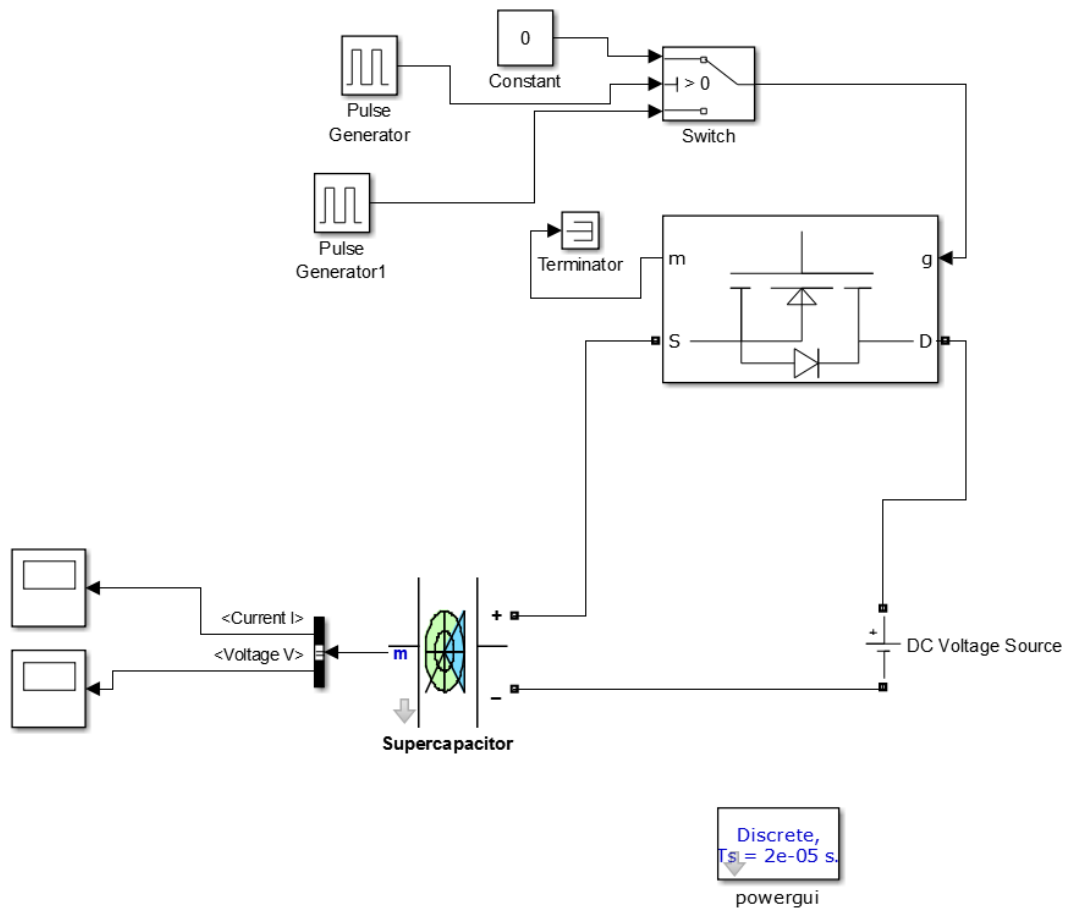 0
Constant
Pulse
Generator
> 0
Switch
Pulse
Generator1
Terminator
m
g
S
D
<Current I>
<Voltage V>
m
+
–
Supercapacitor
+
DC Voltage Source
Discrete,
Ts = 2e-05 s.
powergui